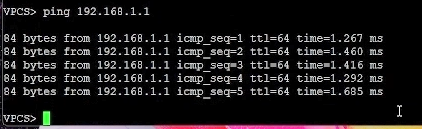 VPCS> ping 192.168.1.1
84 bytes from 192.168.1.1 icmp_seq=1 ttl=64 time=1.267 ms
84 bytes from 192.168.1.1 icmp_seq=2 ttl=64 time=1.460 ms
84 bytes from 192.168.1.1 icmp_seq=3 ttl=64 time=1.416 ms
84 bytes from 192.168.1.1 icmp_seq=4 ttl=64 time=1.292 ms
84 bytes from 192.168.1.1 icmp_seq=5 ttl=64 time=1.685 ms
VPCS>